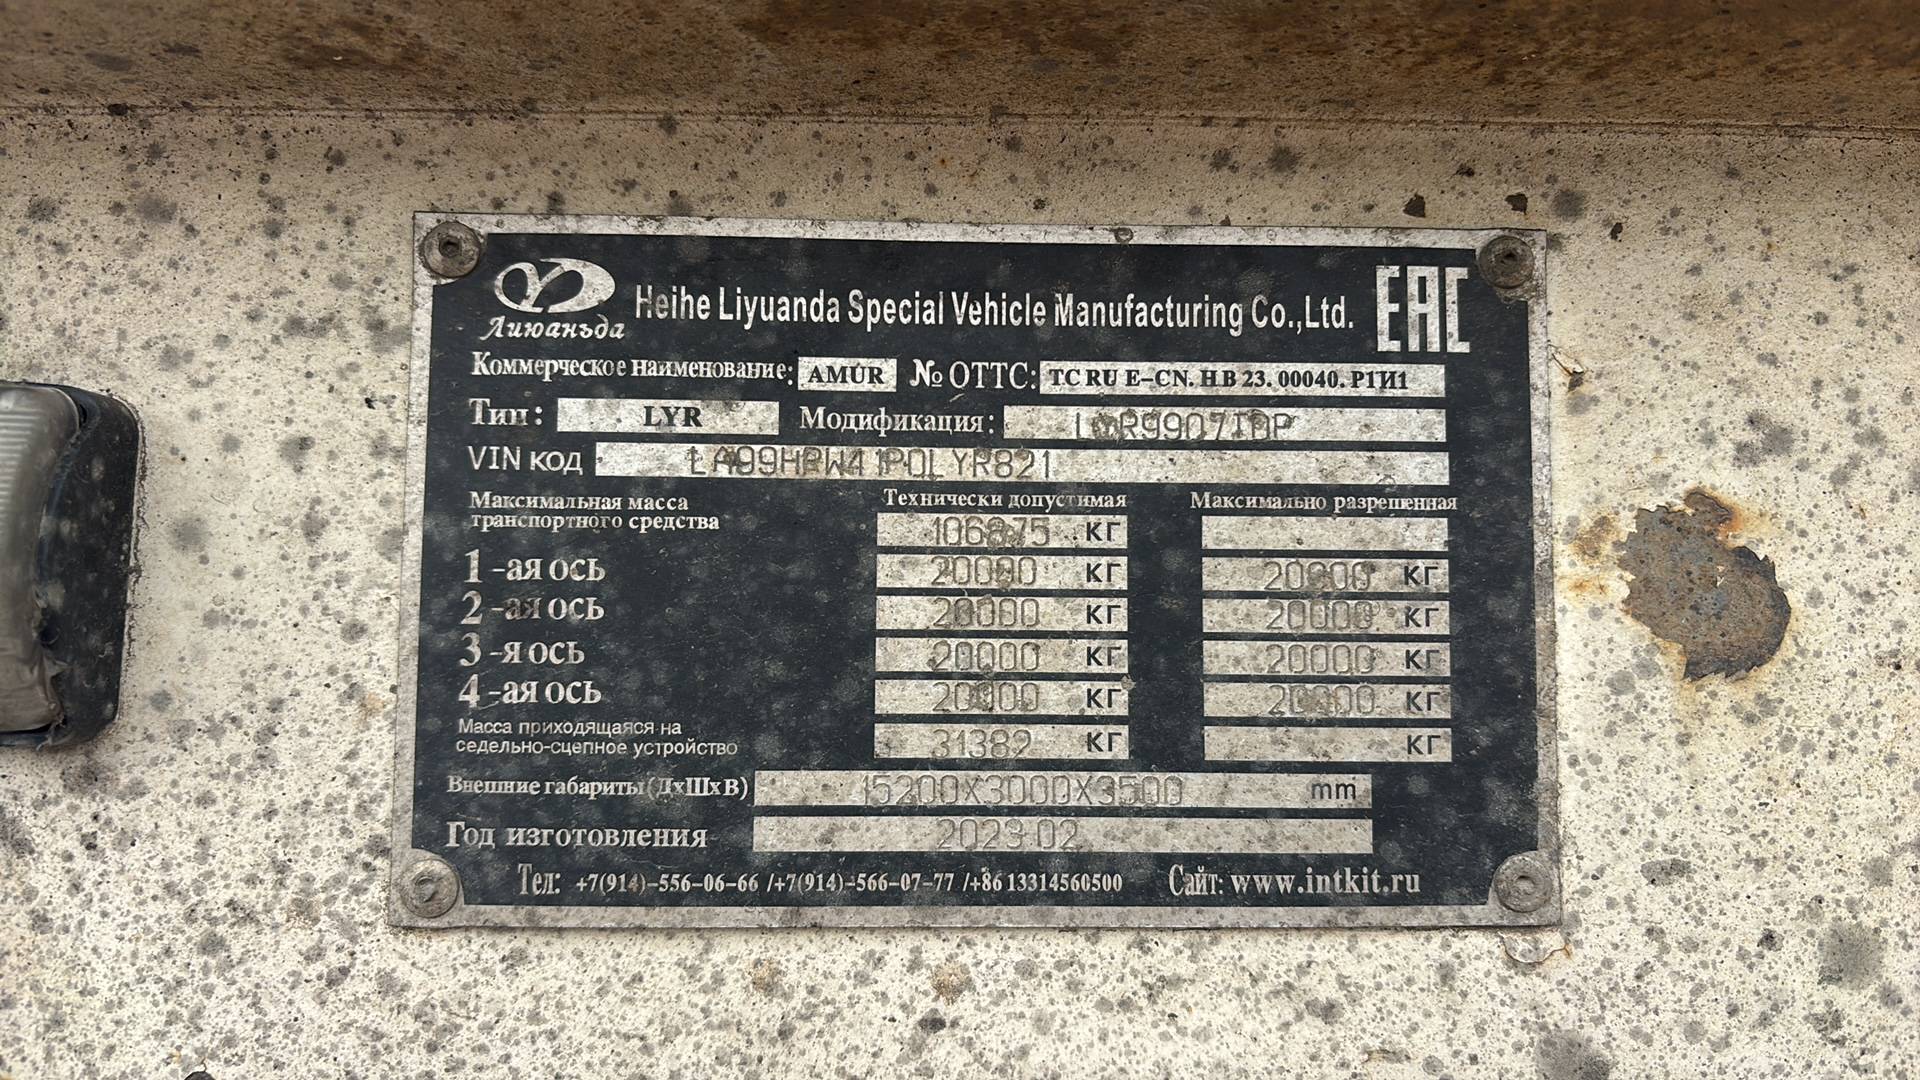 Лиюаньда
Heihe Liyuanda Special Vehicle Manufacturing Co.,Ltd. EAC
Коммерческое наименование: AMUR № ОТТС: TC RU E-CN. HB 23. 00040. Р1И1
Тип: LYR Модификация:
VIN код
Максимальная масса транспортного средства
Технически допустимая Максимально разрешенная
106875 кг
1-ая ось 20000 кг 20000 кг
2-ая ось 20000 кг 20000 кг
3-я ось 20000 кг 20000 кг
4-ая ось 20000 кг 20000 кг
Масса приходящаяся на
седельно-сцепное устройство 31382 кг кг
Внешние габариты(ДхШхВ) 15200X3000X3500 mm
Год изготовления 2023 02
Тел: +7(914)-556-06-66 /+7(914)-566-07-77 /+86 13314560500 Сайт: www.intkit.ru